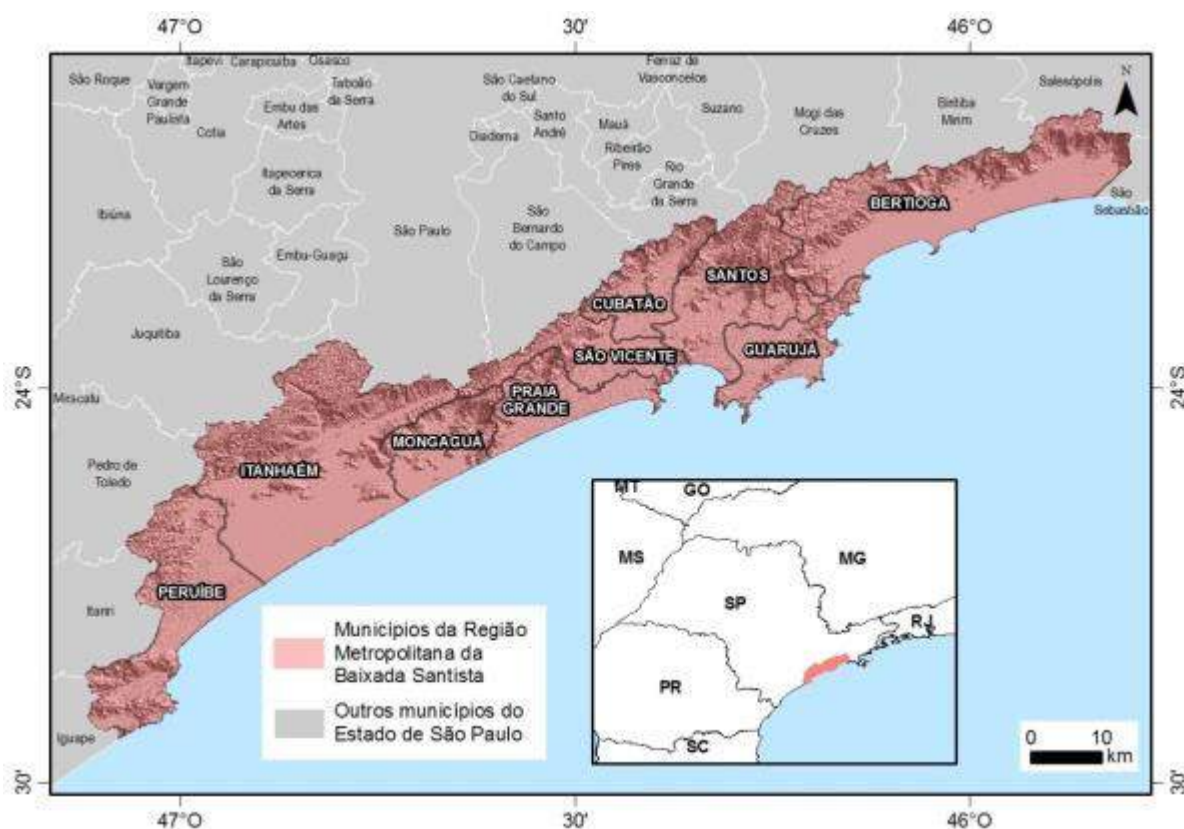 47°O
30'
46°O
N
São Roque
Itapevi
Carapicuíba
Osasco
Vargem
Grande
Paulista
Cotia
Embu das
Artes
Taboão
da Serra
São Caetano
do Sul
Santo
André
Diadema
Ferraz de
Vasconcelos
Mauá
Suzano
Ribeirão
Pires
Rio
Grande
da Serra
Mogi das
Cruzes
Biritiba
Mirim
Salesópolis
São
Sebastião
Itapecerica
da Serra
Ibiúna
São
Lourenço
da Serra
Embu-Guaçu
São Paulo
São
Bernardo
do Campo
Juquitiba
Miracatu
Pedro de
Toledo
Itariri
Iguape
BERTIOGA
SANTOS
CUBATÃO
GUARUJÁ
SÃO VICENTE
PRAIA
GRANDE
MONGAGUÁ
ITANHAÉM
PERUÍBE
24°S
24°S
Municípios da Região
Metropolitana da
Baixada Santista
Outros municípios do
Estado de São Paulo
MT
GO
MS
MG
SP
RJ
PR
SC
0 10
km
30'
30'
47°O
30'
46°O